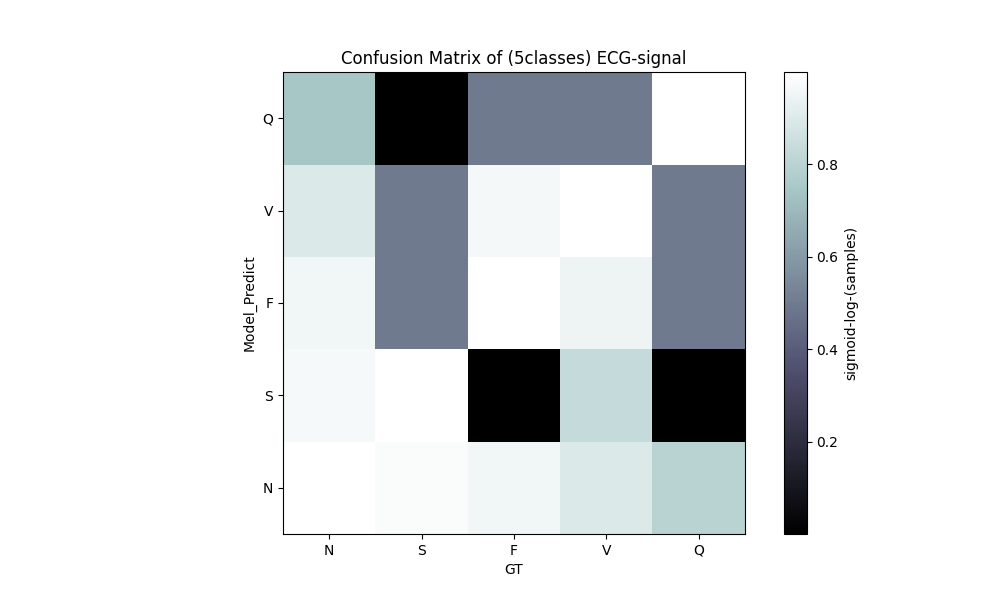 Confusion Matrix of (5classes) ECG-signal
Q
V
F
S
N
Model_Predict
N S F V Q
GT
0.8
0.6
0.4
0.2
sigmoid-log-(samples)